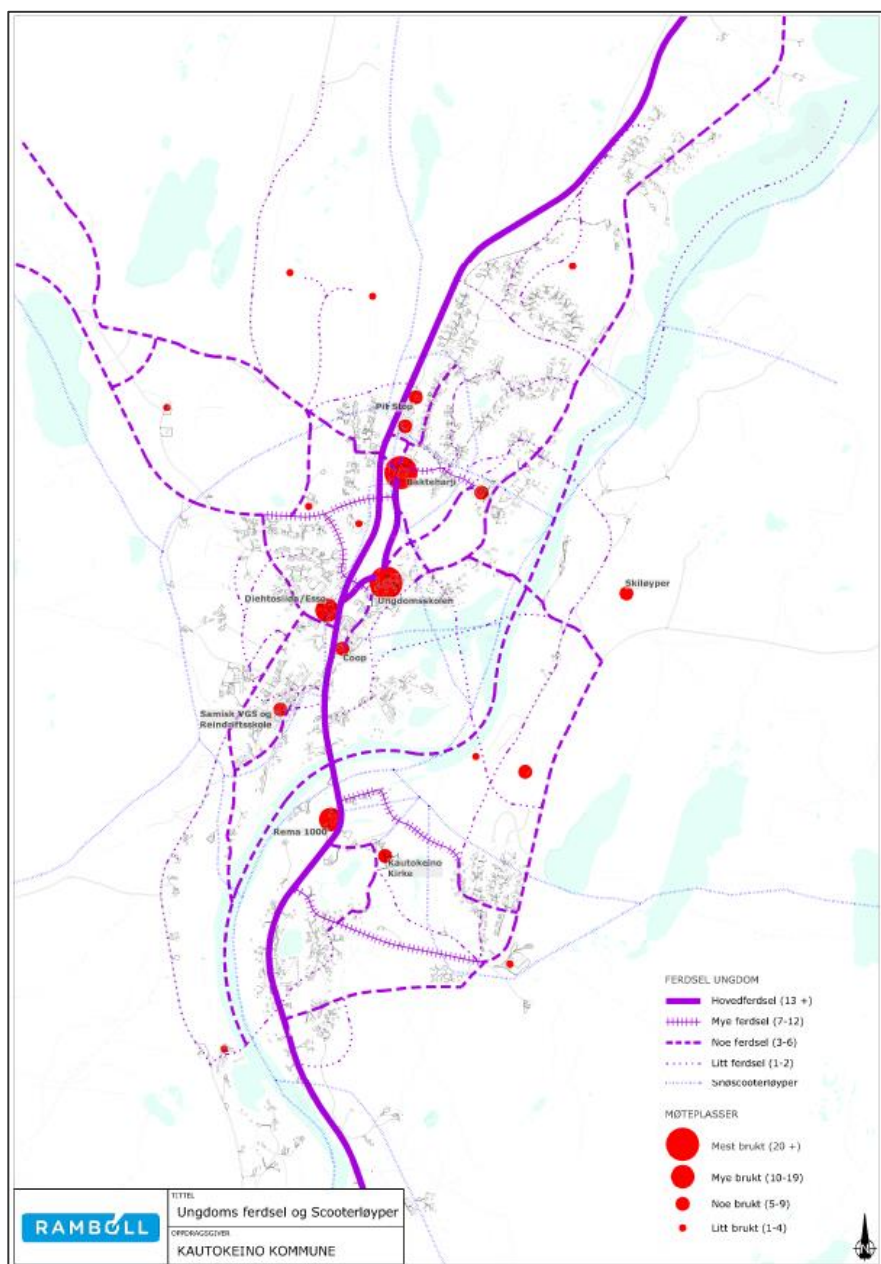 Pit Stop
Bakteharji
Skiløyper
Diehtosiida/Esso
Ungdomsskolen
Coop
Samisk VGS og
Reindriftsskole
Rema 1000
Kautokeino
Kirke
FERDSEL UNGDOM
Hovedferdsel (13 +)
Mye ferdsel (7-12)
Noe ferdsel (3-6)
Litt ferdsel (1-2)
Snøscooterløyper
MØTEPLASSER
Mest brukt (20 +)
Mye brukt (10-19)
Noe brukt (5-9)
Litt brukt (1-4)
N
RAMBOLL
TITTEL
Ungdoms ferdsel og Scooterløyper
OPPDRAGSGIVER
KAUTOKEINO KOMMUNE